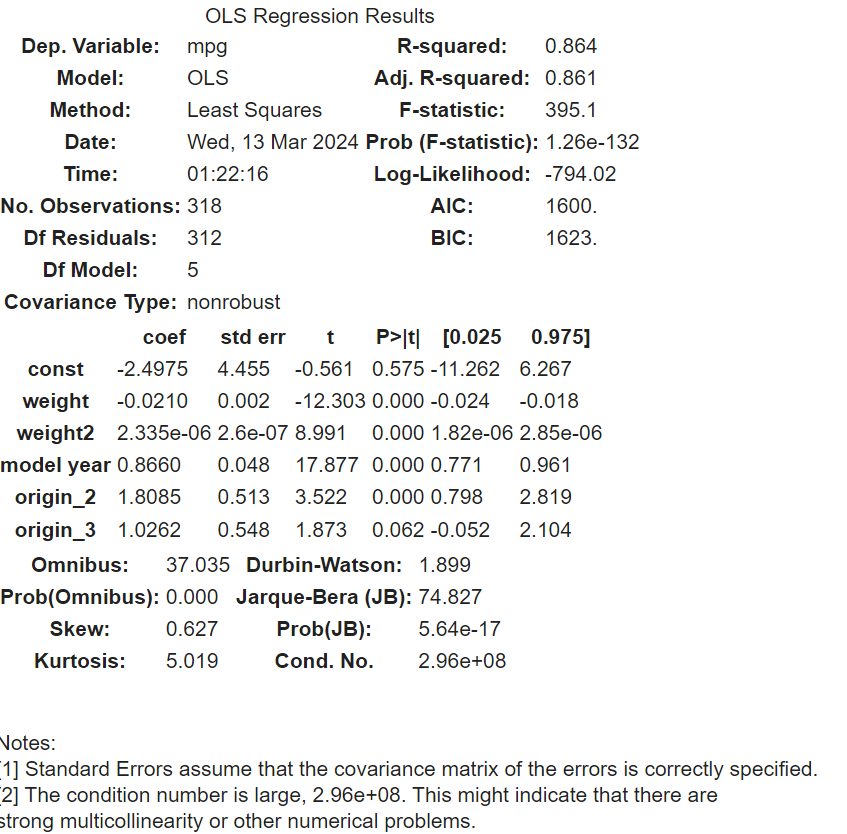 OLS Regression Results
Dep. Variable: mpg R-squared: 0.864
Model: OLS Adj. R-squared: 0.861
Method: Least Squares F-statistic: 395.1
Date: Wed, 13 Mar 2024 Prob (F-statistic): 1.26e-132
Time: 01:22:16 Log-Likelihood: -794.02
No. Observations: 318 AIC: 1600.
Df Residuals: 312 BIC: 1623.
Df Model: 5
Covariance Type: nonrobust
coef std err t P>|t| [0.025 0.975]
const -2.4975 4.455 -0.561 0.575 -11.262 6.267
weight -0.0210 0.002 -12.303 0.000 -0.024 -0.018
weight2 2.335e-06 2.6e-07 8.991 0.000 1.82e-06 2.85e-06
model year 0.8660 0.048 17.877 0.000 0.771 0.961
origin_2 1.8085 0.513 3.522 0.000 0.798 2.819
origin_3 1.0262 0.548 1.873 0.062 -0.052 2.104
Omnibus: 37.035 Durbin-Watson: 1.899
Prob(Omnibus): 0.000 Jarque-Bera (JB): 74.827
Skew: 0.627 Prob(JB): 5.64e-17
Kurtosis: 5.019 Cond. No. 2.96e+08
Notes:
[1] Standard Errors assume that the covariance matrix of the errors is correctly specified.
[2] The condition number is large, 2.96e+08. This might indicate that there are
strong multicollinearity or other numerical problems.